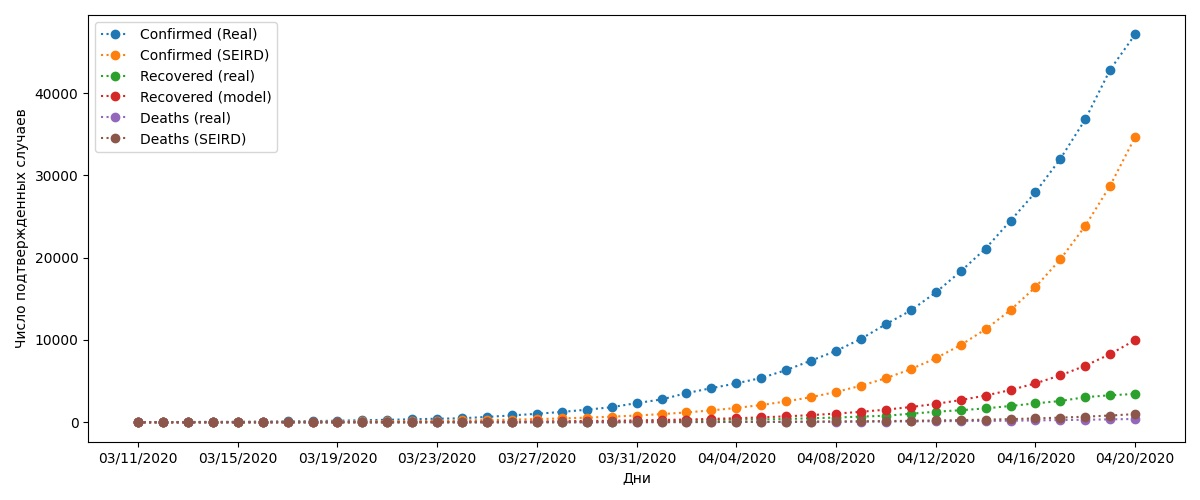 Confirmed (Real)
Confirmed (SEIRD)
Recovered (real)
Recovered (model)
Deaths (real)
Deaths (SEIRD)
Число подтвержденных случаев
40000
30000
20000
10000
0
03/11/2020 03/15/2020 03/19/2020 03/23/2020 03/27/2020 03/31/2020 04/04/2020 04/08/2020 04/12/2020 04/16/2020 04/20/2020
Дни